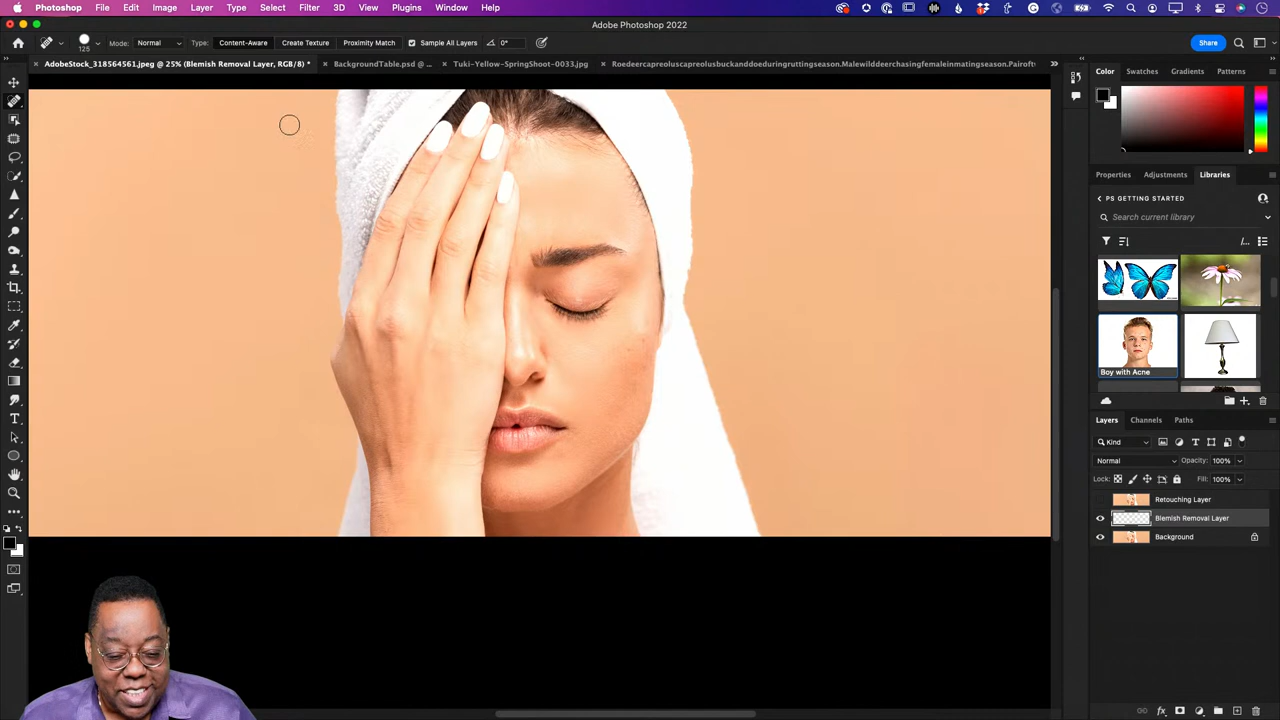 Photoshop File Edit Image Layer Type Select Filter 3D View Plugins Window Help
Adobe Photoshop 2022
125 Mode: Normal Type: Content-Aware Create Texture Proximity Match Sample All Layers 0° Share
AdobeStock_318564561.jpeg @ 25% (Blemish Removal Layer, RGB/8) * BackgroundTable.psd @ ... Tuki-Yellow-SpringShoot-0033.jpg Roedeercapreoluscapreolusbuckanddoeduringruttingseason.Malewilddeerchasingfemaleinmatingseason.Pairoft
Color Swatches Gradients Patterns
Properties Adjustments Libraries
PS GETTING STARTED
Search current library
Boy with Acne
Layers Channels Paths
Kind
Normal Opacity: 100%
Lock: Fill: 100%
Retouching Layer
Blemish Removal Layer
Background